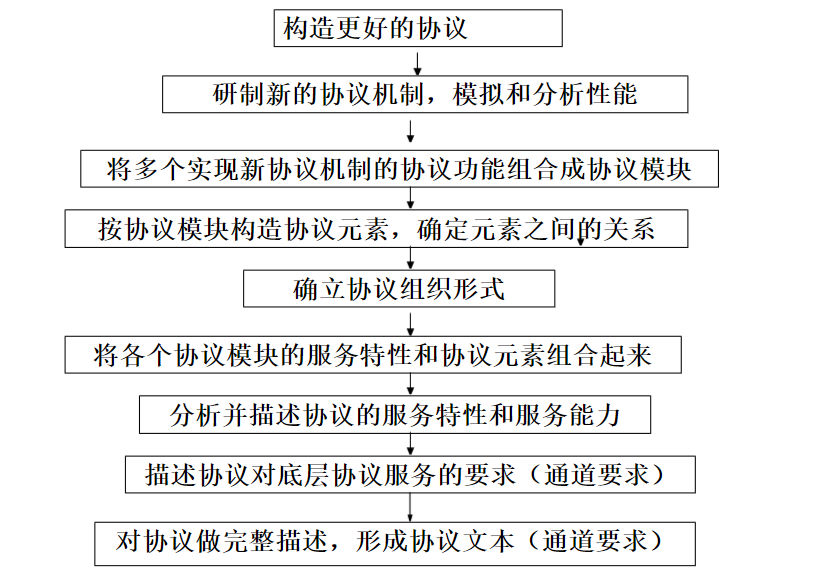 构造更好的协议
研制新的协议机制，模拟和分析性能
将多个实现新协议机制的协议功能组合成协议模块
按协议模块构造协议元素，确定元素之间的关系
确立协议组织形式
将各个协议模块的服务特性和协议元素组合起来
分析并描述协议的服务特性和服务能力
描述协议对底层协议服务的要求（通道要求）
对协议做完整描述，形成协议文本（通道要求）